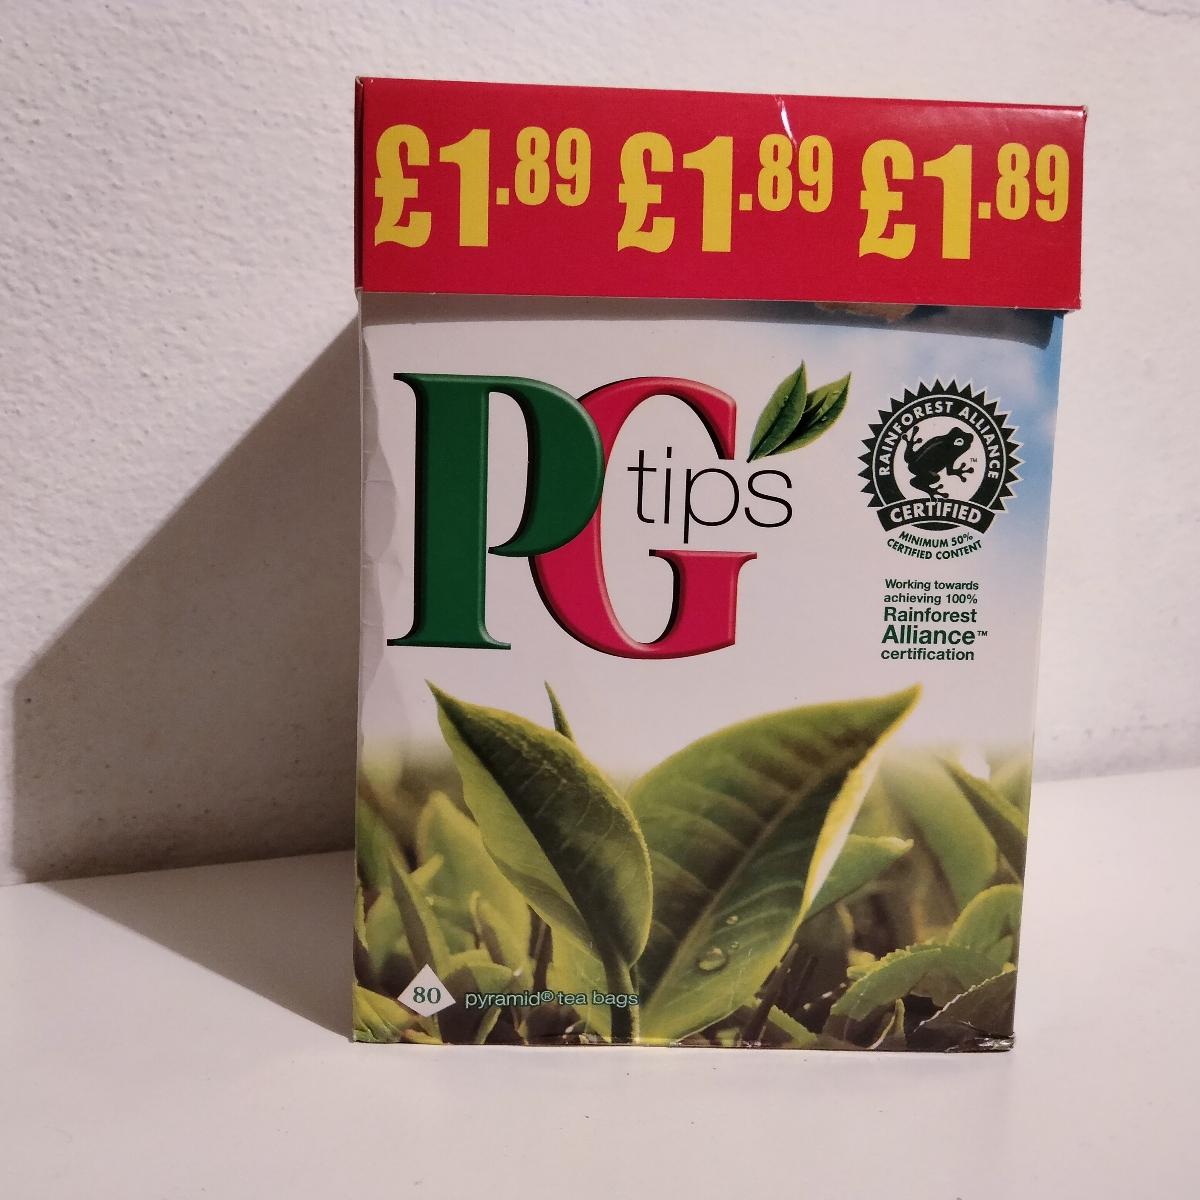 £1.89 £1.89 £1.89
PG tips
RAINFOREST ALLIANCE
™
CERTIFIED
MINIMUM 50%
CERTIFIED CONTENT
Working towards
achieving 100%
Rainforest
Alliance™
certification
80 pyramid® tea bags